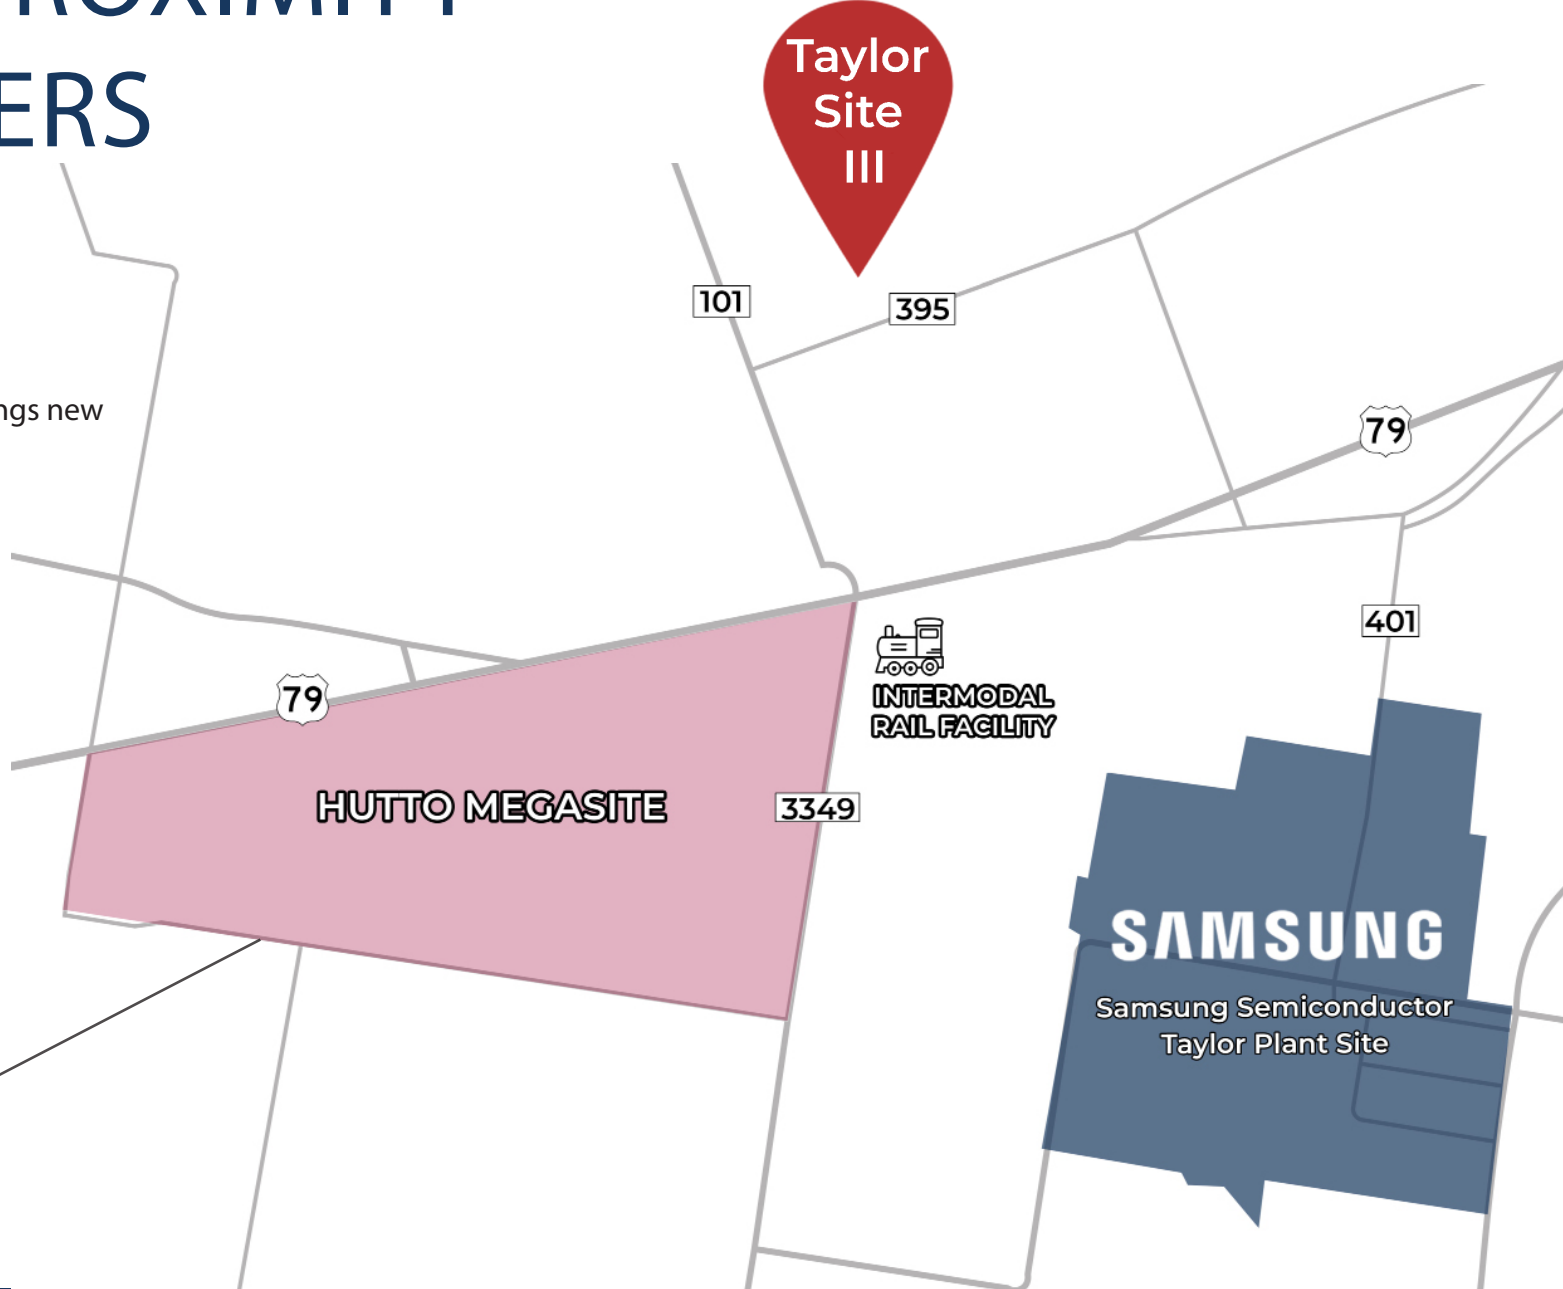 ROXIMITY
ERS
Taylor
Site
III
101
395
ngs new
79
401
INTERMODAL
RAIL FACILITY
79
HUTTO MEGASITE
3349
SAMSUNG
Samsung Semiconductor
Taylor Plant Site